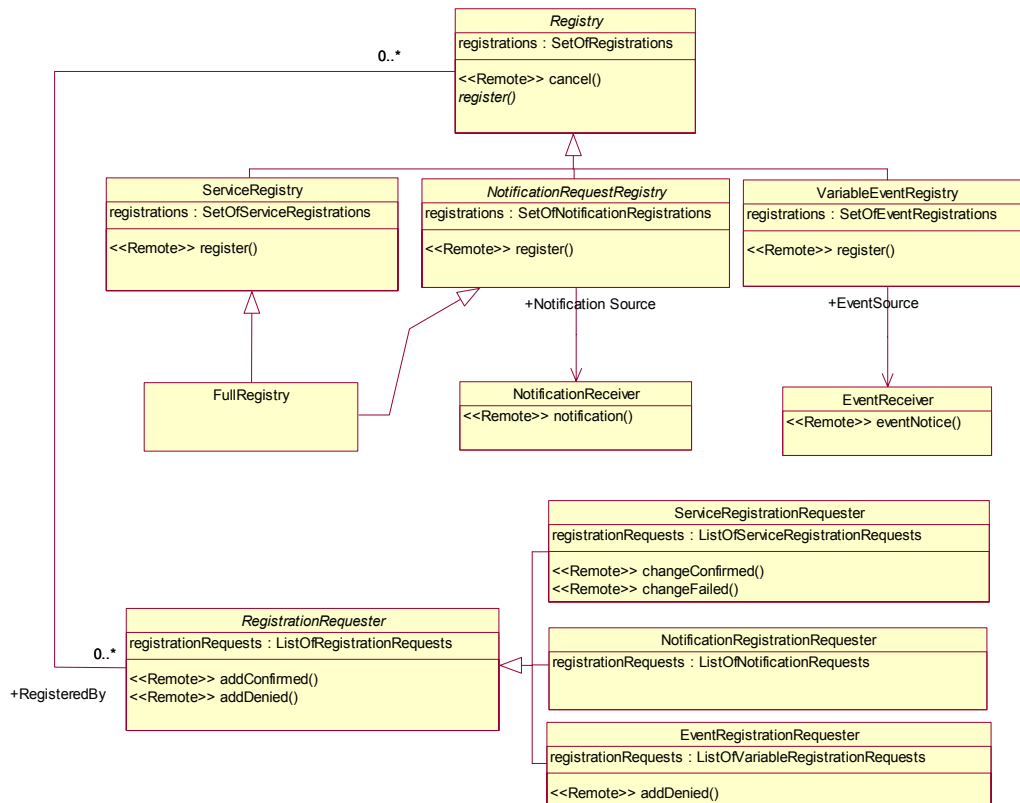 Registry
registrations : SetOfRegistrations
0..*
<<Remote>> cancel()
register()
ServiceRegistry
registrations : SetOfServiceRegistrations
<<Remote>> register()
NotificationRequestRegistry
registrations : SetOfNotificationRegistrations
<<Remote>> register()
VariableEventRegistry
registrations : SetOfEventRegistrations
<<Remote>> register()
+Notification Source
+EventSource
FullRegistry
NotificationReceiver
<<Remote>> notification()
EventReceiver
<<Remote>> eventNotice()
ServiceRegistrationRequester
registrationRequests : ListOfServiceRegistrationRequests
<<Remote>> changeConfirmed()
<<Remote>> changeFailed()
RegistrationRequester
registrationRequests : ListOfRegistrationRequests
0..*
<<Remote>> addConfirmed()
<<Remote>> addDenied()
+RegisteredBy
NotificationRegistrationRequester
registrationRequests : ListOfNotificationRequests
EventRegistrationRequester
registrationRequests : ListOfVariableRegistrationRequests
<<Remote>> addDenied()